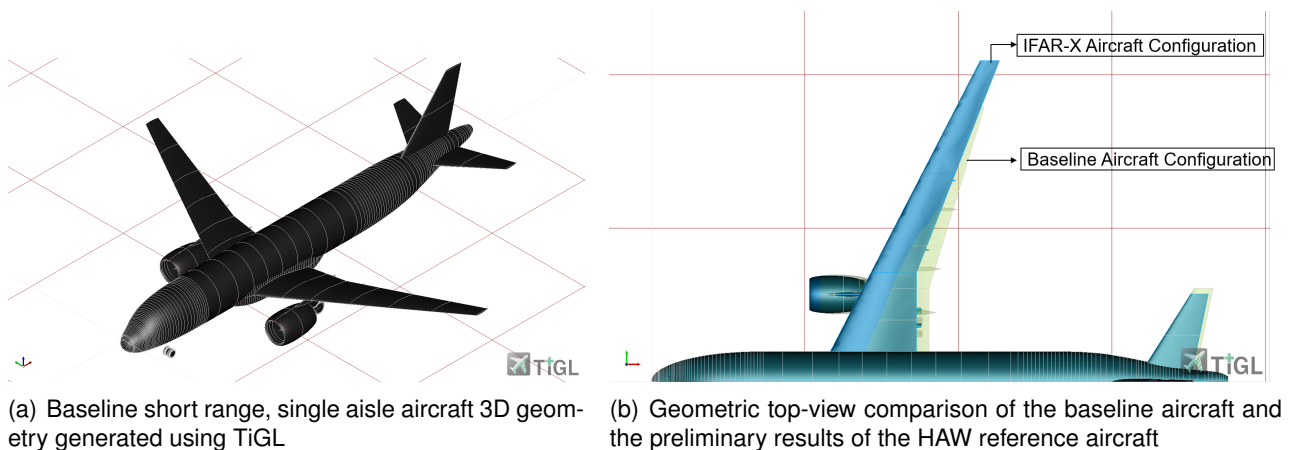 IFAR-X Aircraft Configuration
Baseline Aircraft Configuration
TiGL
TiGL
(a) Baseline short range, single aisle aircraft 3D geom-
etry generated using TiGL
(b) Geometric top-view comparison of the baseline aircraft and
the preliminary results of the HAW reference aircraft